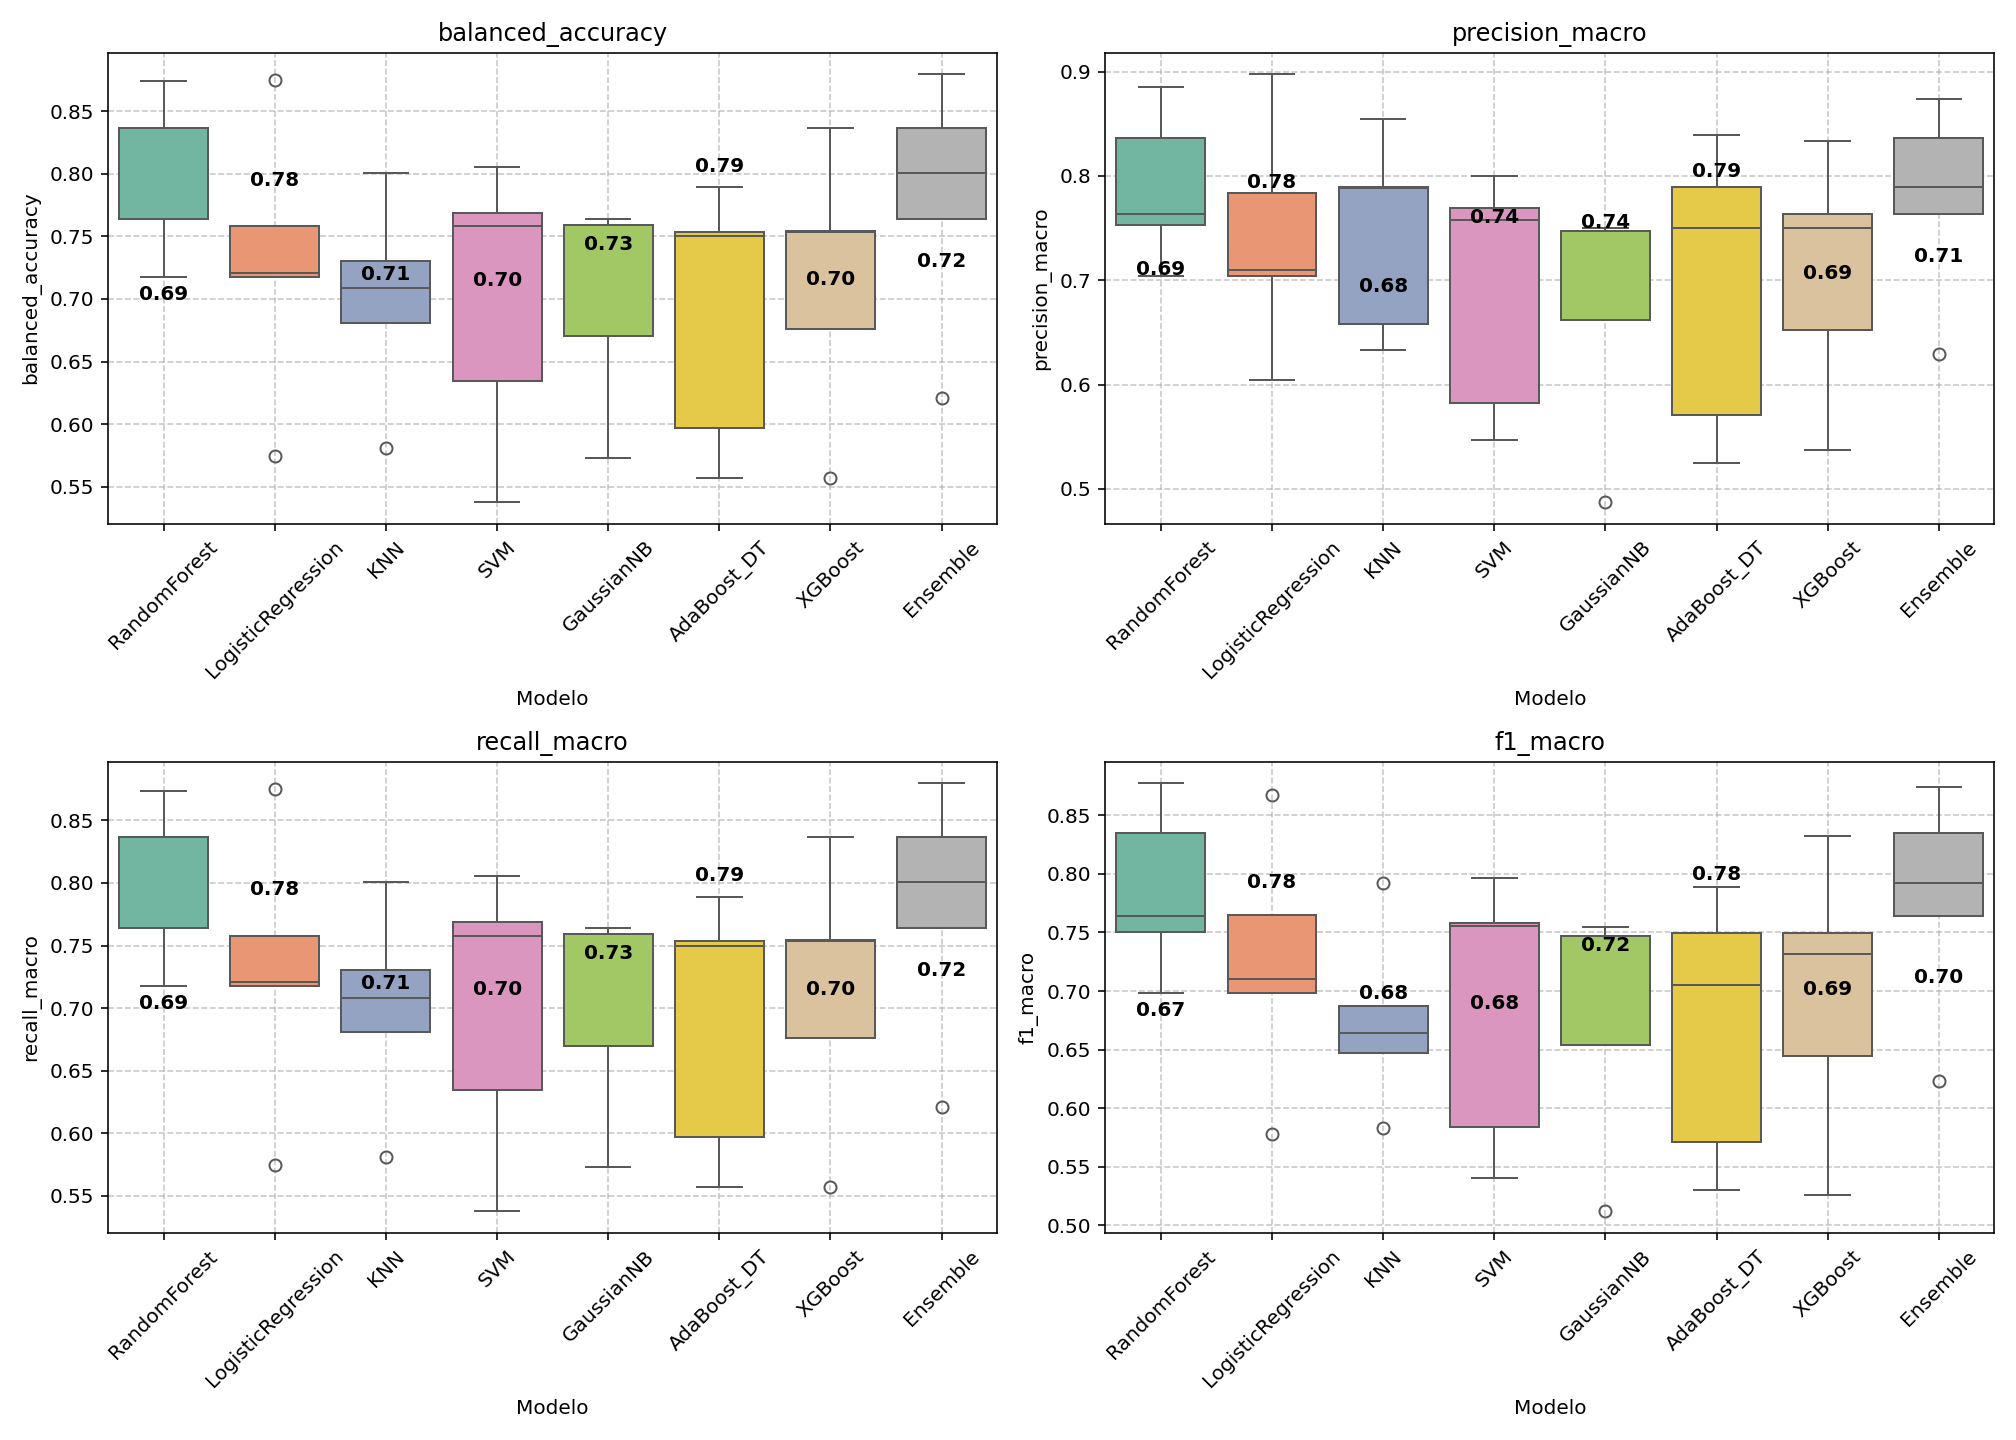 balanced_accuracy
balanced_accuracy
0.85
0.80
0.75
0.70
0.65
0.60
0.55
0.69
0.78
0.71
0.70
0.73
0.79
0.70
0.72
RandomForest
LogisticRegression
KNN
SVM
GaussianNB
AdaBoost_DT
XGBoost
Ensemble
Modelo
precision_macro
precision_macro
0.9
0.8
0.7
0.6
0.5
0.69
0.78
0.68
0.74
0.74
0.79
0.69
0.71
RandomForest
LogisticRegression
KNN
SVM
GaussianNB
AdaBoost_DT
XGBoost
Ensemble
Modelo
recall_macro
recall_macro
0.85
0.80
0.75
0.70
0.65
0.60
0.55
0.69
0.78
0.71
0.70
0.73
0.79
0.70
0.72
RandomForest
LogisticRegression
KNN
SVM
GaussianNB
AdaBoost_DT
XGBoost
Ensemble
Modelo
f1_macro
f1_macro
0.85
0.80
0.75
0.70
0.65
0.60
0.55
0.50
0.67
0.78
0.68
0.68
0.72
0.78
0.69
0.70
RandomForest
LogisticRegression
KNN
SVM
GaussianNB
AdaBoost_DT
XGBoost
Ensemble
Modelo